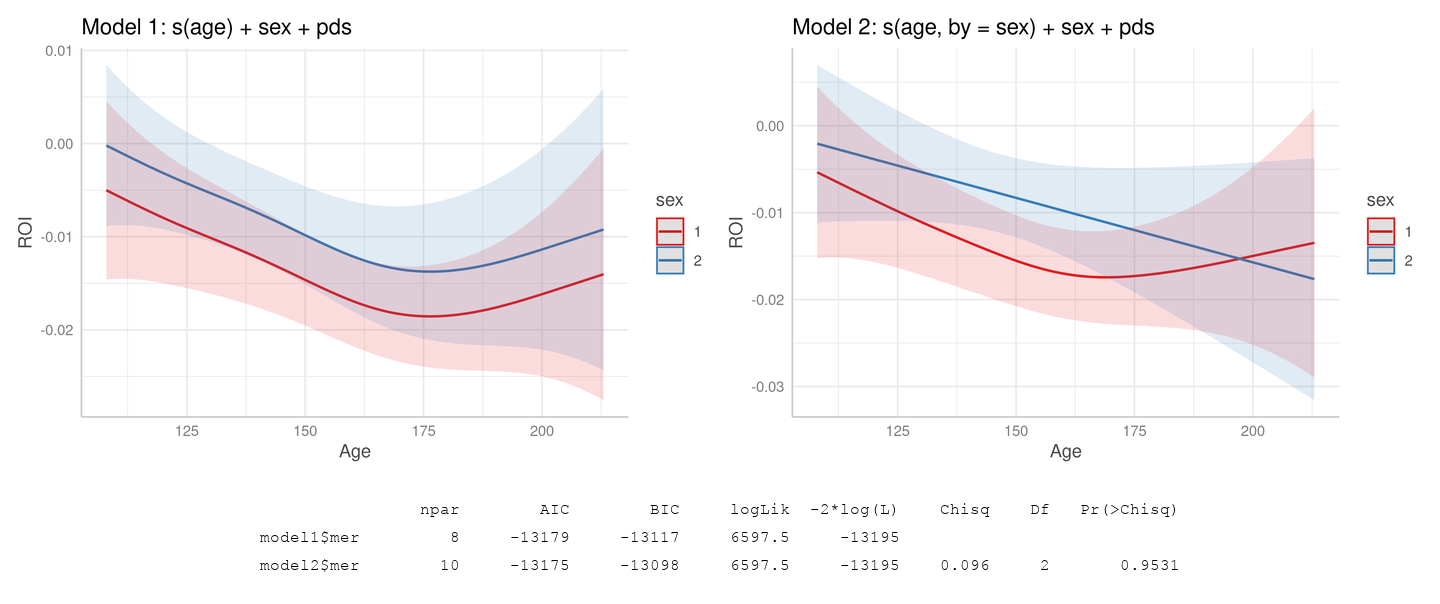 Model 1: s(age) + sex + pds
0.01
0.00
-0.01
-0.02
ROI
125 150 175 200
Age
sex
1
2
Model 2: s(age, by = sex) + sex + pds
0.00
-0.01
-0.02
-0.03
ROI
125 150 175 200
Age
sex
1
2
npar AIC BIC logLik -2*log(L) Chisq Df Pr(>Chisq)
model1$mer 8 -13179 -13117 6597.5 -13195
model2$mer 10 -13175 -13098 6597.5 -13195 0.096 2 0.9531